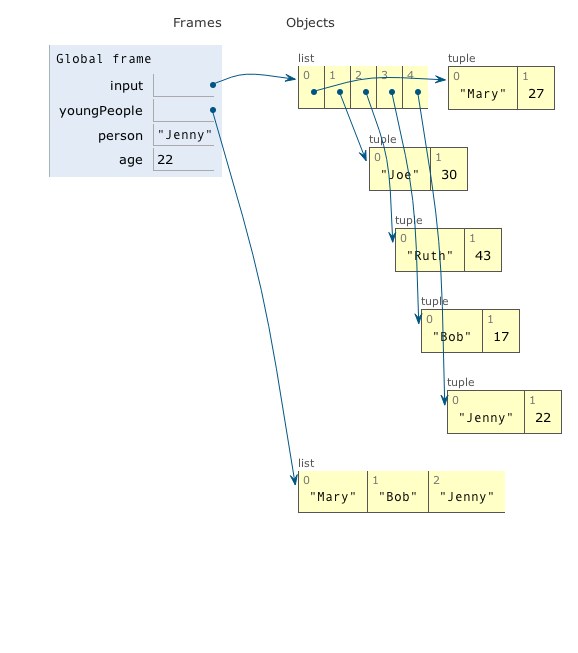 Frames Objects
Global frame
input
youngPeople
person "Jenny"
age 22
list
0 1 2 3 4
tuple
0 1
"Mary" 27
tuple
0 1
"Joe" 30
tuple
0 1
"Ruth" 43
tuple
0 1
"Bob" 17
tuple
0 1
"Jenny" 22
list
0 1 2
"Mary" "Bob" "Jenny"